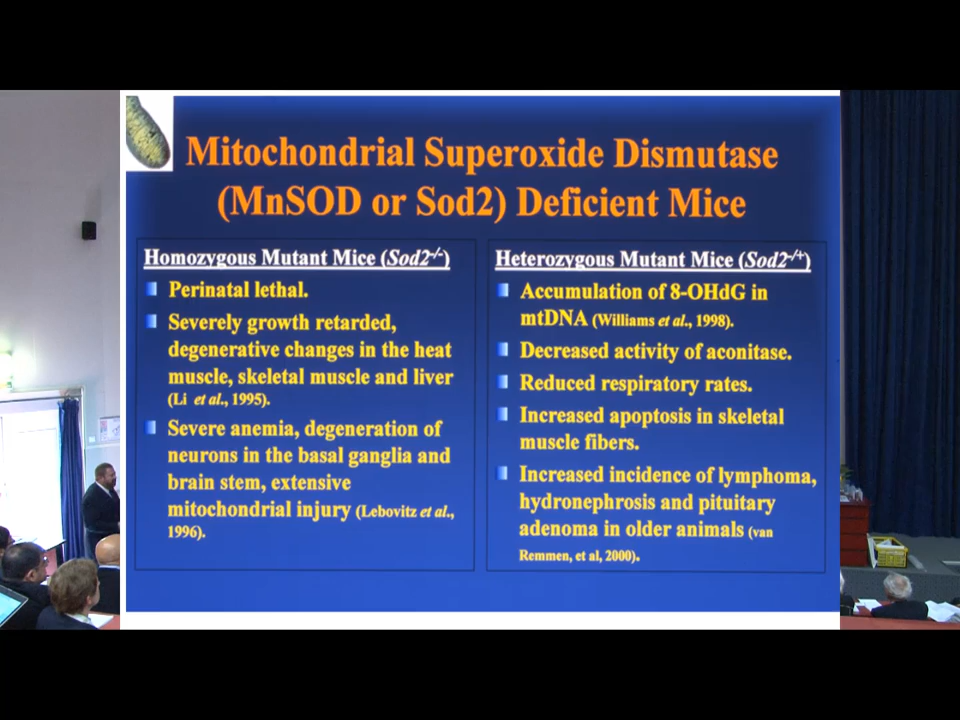 Mitochondrial Superoxide Dismutase
(MnSOD or Sod2) Deficient Mice
Homozygous Mutant Mice (Sod2-/-)
Perinatal lethal.
Severely growth retarded,
degenerative changes in the heat
muscle, skeletal muscle and liver
(Li et al., 1995).
Severe anemia, degeneration of
neurons in the basal ganglia and
brain stem, extensive
mitochondrial injury (Lebovitz et al.,
1996).
Heterozygous Mutant Mice (Sod2-/+)
Accumulation of 8-OHdG in
mtDNA (Williams et al., 1998).
Decreased activity of aconitase.
Reduced respiratory rates.
Increased apoptosis in skeletal
muscle fibers.
Increased incidence of lymphoma,
hydronephrosis and pituitary
adenoma in older animals (van
Remmen, et al, 2000).